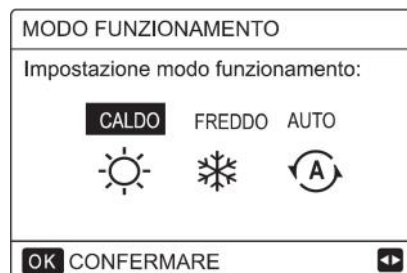 MODO FUNZIONAMENTO
Impostazione modo funzionamento:
CALDO FREDDO AUTO
A
OK CONFERMARE